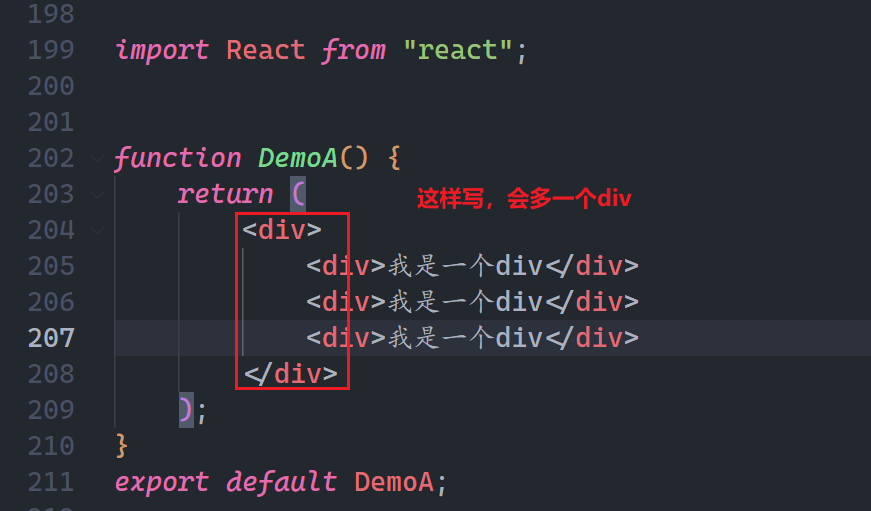 198
199 import React from "react";
200
201
202 function DemoA() {
203 return ( 这样写，会多一个div
204 <div>
205 <div>我是一个div</div>
206 <div>我是一个div</div>
207 <div>我是一个div</div>
208 </div>
209 );
210 }
211 export default DemoA;